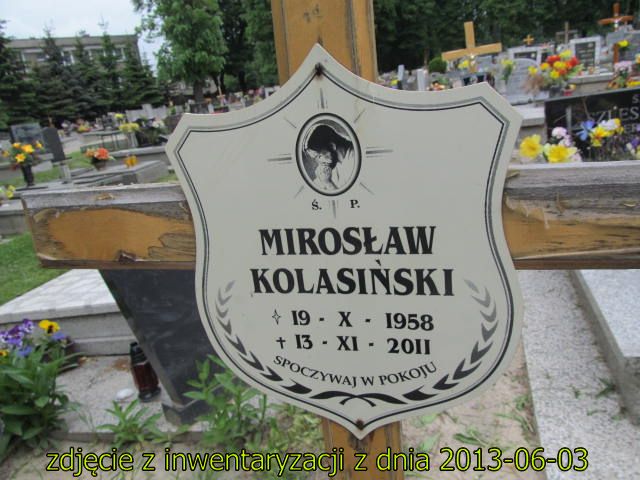 Ś. P.
MIROSŁAW
KOLASIŃSKI
19 - X - 1958
† 13 - XI - 2011
SPOCZYWAJ W POKOJU
zdjęcie z inwentaryzacji z dnia 2013-06-03